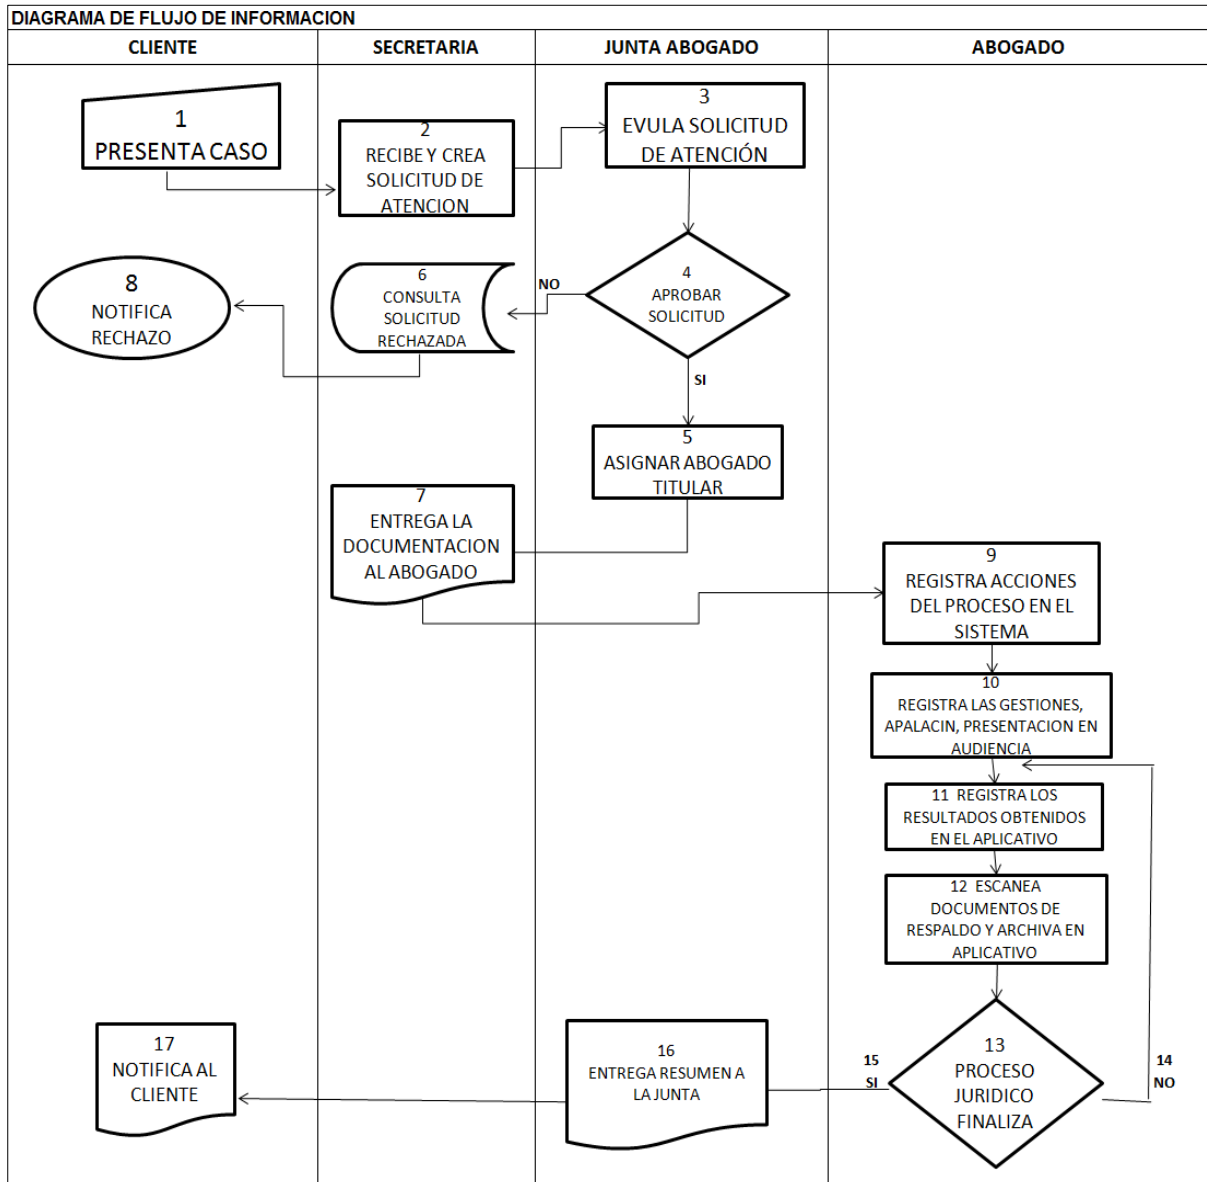 DIAGRAMA DE FLUJO DE INFORMACION
CLIENTE
SECRETARIA
JUNTA ABOGADO
ABOGADO
1
PRESENTA CASO
2
RECIBE Y CREA
SOLICITUD DE
ATENCION
3
EVULA SOLICITUD
DE ATENCIÓN
4
APROBAR
SOLICITUD
NO
SI
5
ASIGNAR ABOGADO
TITULAR
6
CONSULTA
SOLICITUD
RECHAZADA
7
ENTREGA LA
DOCUMENTACION
AL ABOGADO
8
NOTIFICA
RECHAZO
9
REGISTRA ACCIONES
DEL PROCESO EN EL
SISTEMA
10
REGISTRA LAS GESTIONES,
APALACIN, PRESENTACION EN
AUDIENCIA
11 REGISTRA LOS
RESULTADOS OBTENIDOS
EN EL APLICATIVO
12 ESCANEA
DOCUMENTOS DE
RESPALDO Y ARCHIVA EN
APLICATIVO
13
PROCESO
JURIDICO
FINALIZA
14
NO
15
SI
16
ENTREGA RESUMEN A
LA JUNTA
17
NOTIFICA AL
CLIENTE